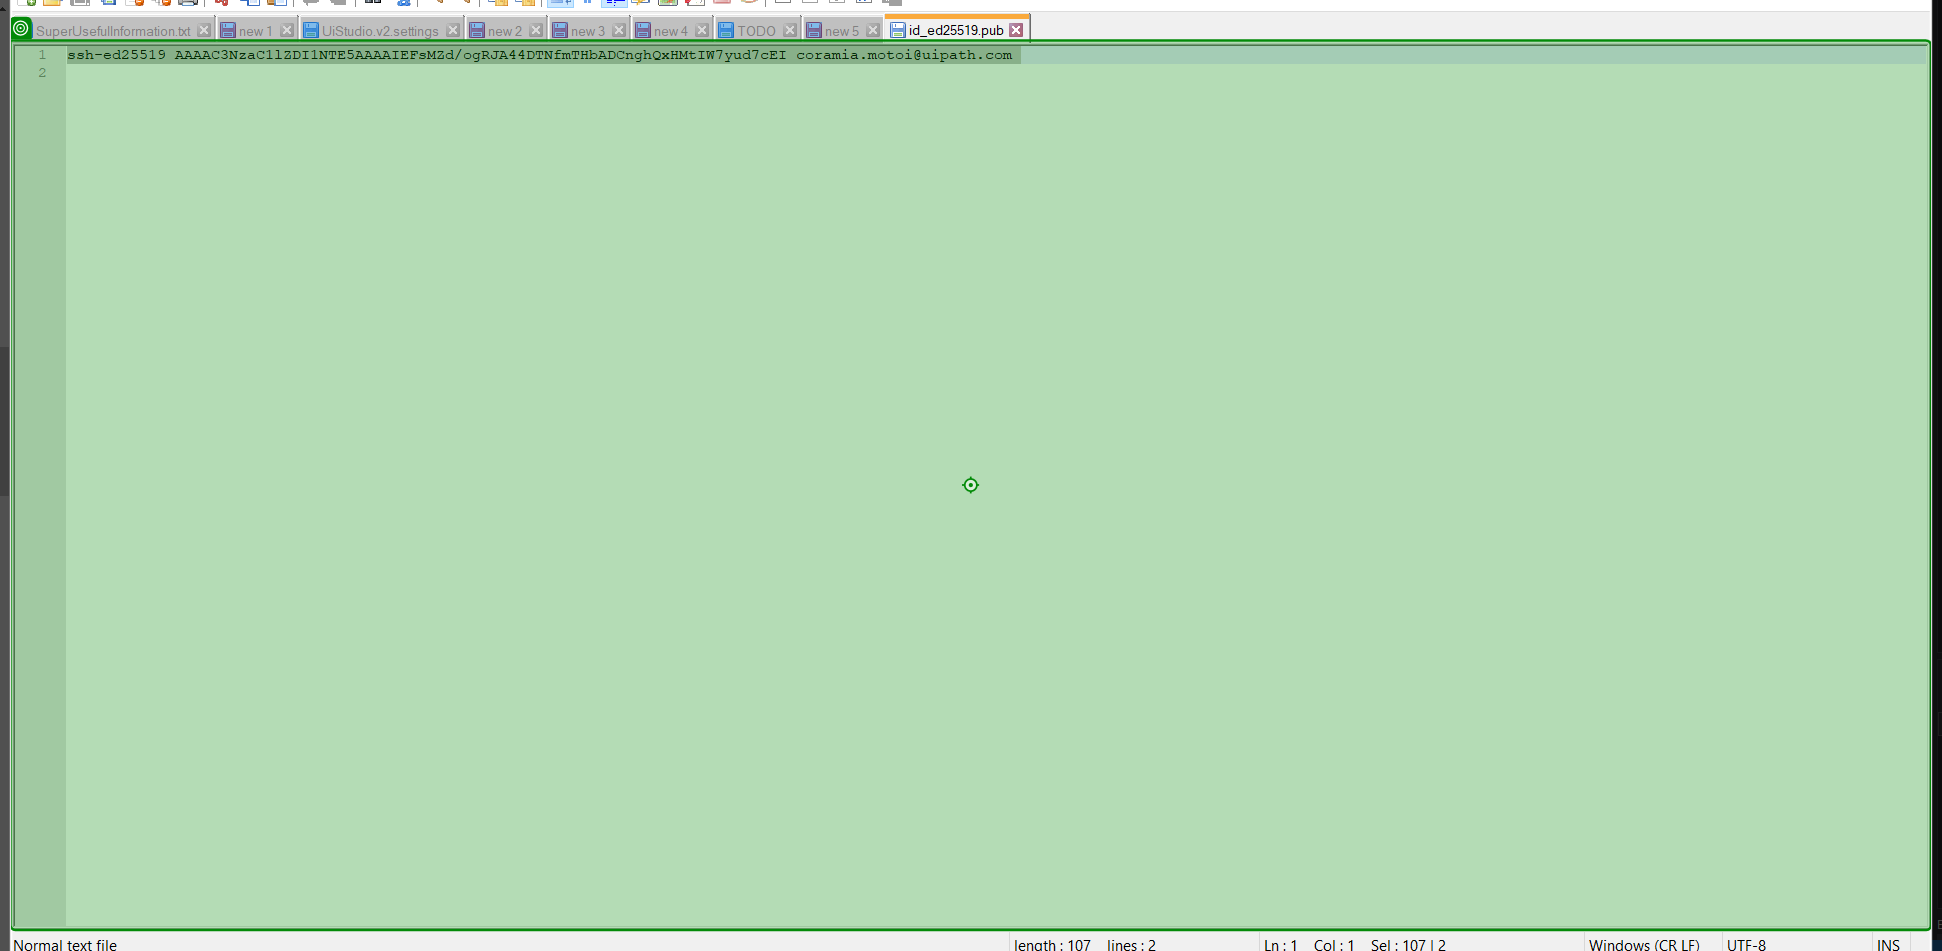 SuperUsefulInformation.txt new 1 UiStudio.v2.settings new 2 new 3 new 4 TODO new 5 id_ed25519.pub
1 ssh-ed25519 AAAAC3NzaC1lZDI1NTE5AAAAIEFsMZd/ogRJA44DTNfmTHbADCnghQxHMtIW7yud7cEI coramia.motoi@uipath.com
2
Normal text file length : 107 lines : 2 Ln : 1 Col : 1 Sel : 107 | 2 Windows (CR LF) UTF-8 INS